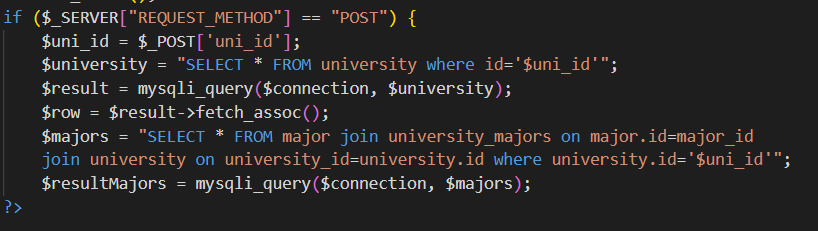 if ($_SERVER["REQUEST_METHOD"] == "POST") {
$uni_id = $_POST['uni_id'];
$university = "SELECT * FROM university where id='$uni_id'";
$result = mysqli_query($connection, $university);
$row = $result->fetch_assoc();
$majors = "SELECT * FROM major join university_majors on major.id=major_id
join university on university_id=university.id where university.id='$uni_id'";
$resultMajors = mysqli_query($connection, $majors);
?>